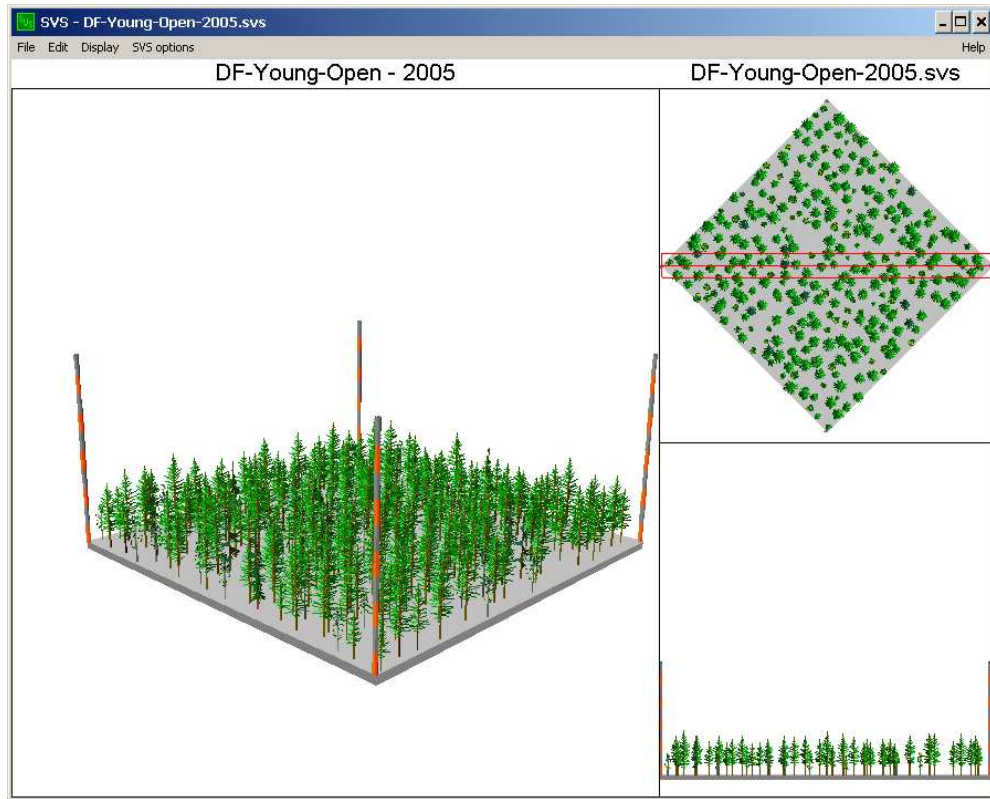 SVS - DF-Young-Open-2005.svs
File Edit Display SVS options Help
DF-Young-Open - 2005
DF-Young-Open-2005.svs